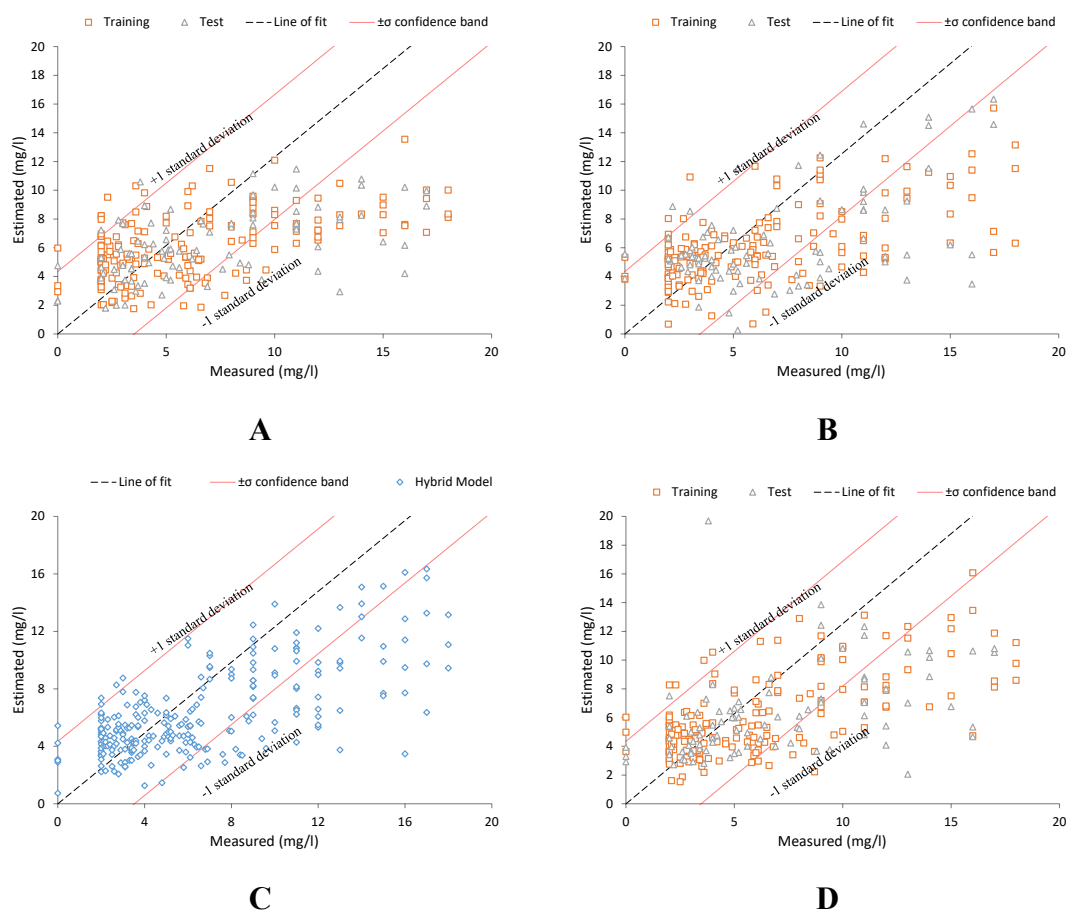 Training Test Line of fit ±σ confidence band
Training Test Line of fit ±σ confidence band
20
18
16
14
12
10
8
6
4
2
0
Estimated (mg/l)
+1 standard deviation
-1 standard deviation
0 5 10 15 20
Measured (mg/l)
A
20
18
16
14
12
10
8
6
4
2
0
Estimated (mg/l)
+1 standard deviation
-1 standard deviation
0 5 10 15 20
Measured (mg/l)
B
Line of fit ±σ confidence band Hybrid Model
20
16
12
8
4
0
Estimated (mg/l)
+1 standard deviation
-1 standard deviation
0 4 8 12 16 20
Measured (mg/l)
C
Training Test Line of fit ±σ confidence band
20
16
12
8
4
0
Estimated (mg/l)
+1 standard deviation
-1 standard deviation
0 5 10 15 20
Measured (mg/l)
D